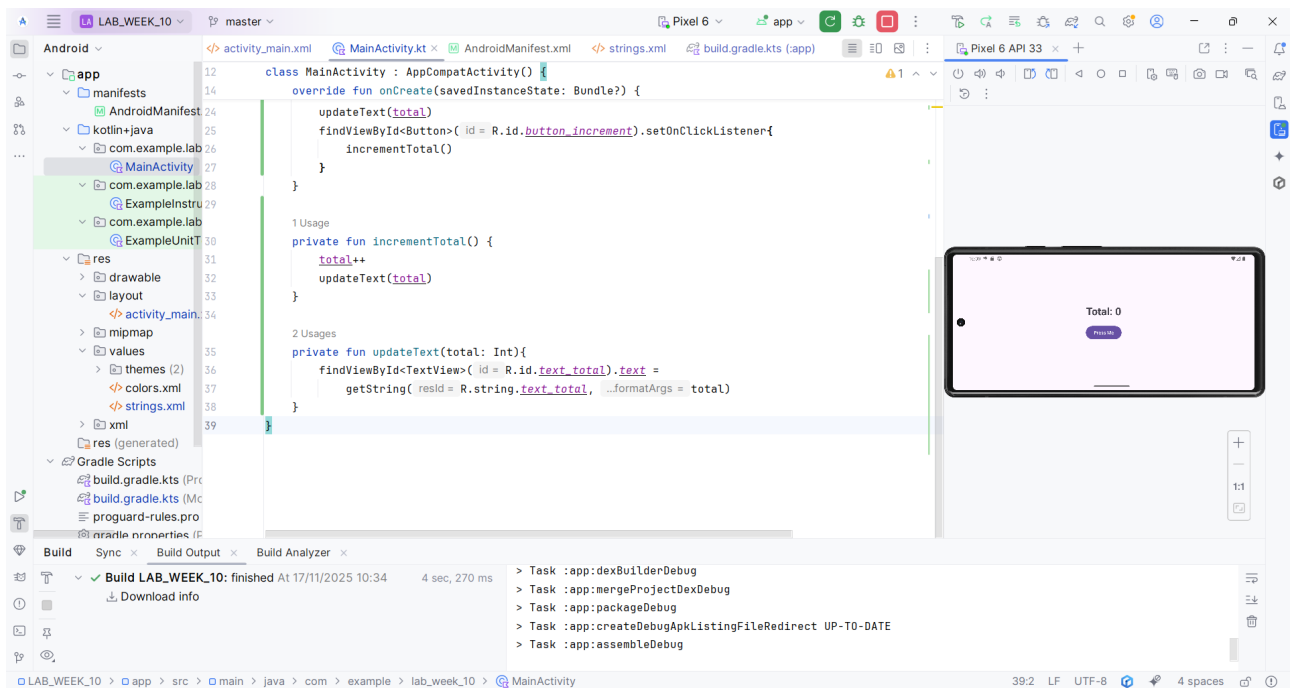 LA LAB_WEEK_10 master Pixel 6 app
Android activity_main.xml MainActivity.kt AndroidManifest.xml strings.xml build.gradle.kts (:app) Pixel 6 API 33
app
manifests
AndroidManifest.
kotlin+java
com.example.lab
MainActivity
com.example.lab
ExampleInstru
com.example.lab
ExampleUnitT
res
drawable
layout
activity_main.
mipmap
values
themes (2)
colors.xml
strings.xml
xml
res (generated)
Gradle Scripts
build.gradle.kts (Pro
build.gradle.kts (Mo
proguard-rules.pro
gradle.properties (F
12 class MainActivity : AppCompatActivity() { 1
14 override fun onCreate(savedInstanceState: Bundle?) {
24 updateText(total)
25 findViewById<Button>( id = R.id.button_increment).setOnClickListener{
26 incrementTotal()
27 }
28 }
29
1 Usage
30 private fun incrementTotal() {
31 total++
32 updateText(total)
33 }
34
2 Usages
35 private fun updateText(total: Int){
36 findViewById<TextView>( id = R.id.text_total).text =
37 getString( resId = R.string.text_total, ...formatArgs = total)
38 }
39 }
Total: 0
Press Me
1:1
Build Sync Build Output Build Analyzer
Build LAB_WEEK_10: finished At 17/11/2025 10:34 4 sec, 270 ms
Download info
> Task :app:dexBuilderDebug
> Task :app:mergeProjectDexDebug
> Task :app:packageDebug
> Task :app:createDebugApkListingFileRedirect UP-TO-DATE
> Task :app:assembleDebug
LAB_WEEK_10 > app > src > main > java > com > example > lab_week_10 > MainActivity 39:2 LF UTF-8 4 spaces